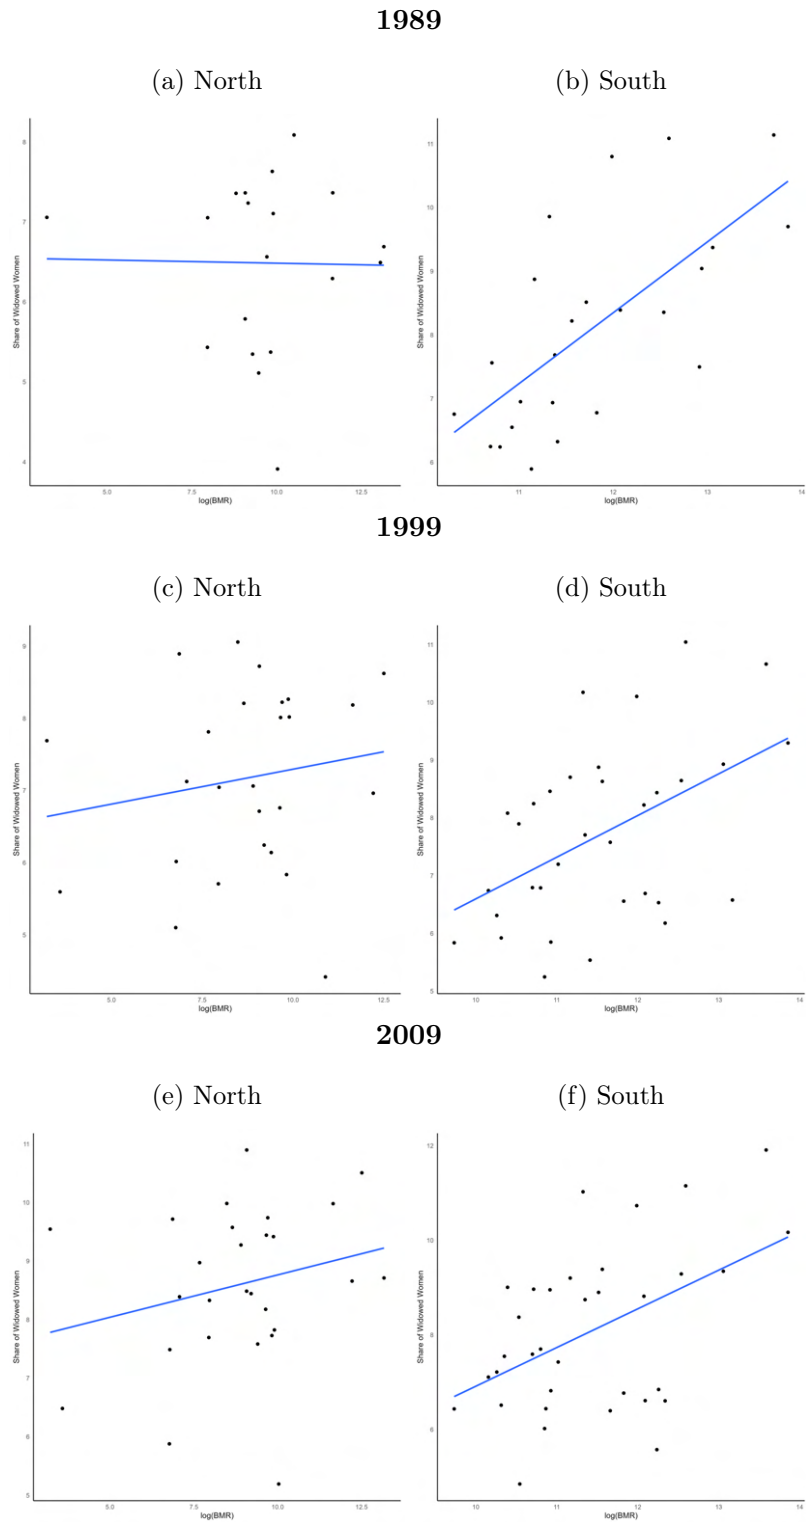 1989
(a) North
(b) South
Share of Widowed Women
8
7
6
5
4
5.0 7.5 10.0 12.5
log(BMR)
Share of Widowed Women
11
10
9
8
7
6
11 12 13 14
log(BMR)
1999
(c) North
(d) South
Share of Widowed Women
9
8
7
6
5
5.0 7.5 10.0 12.5
log(BMR)
Share of Widowed Women
11
10
9
8
7
6
5
10 11 12 13 14
log(BMR)
2009
(e) North
(f) South
Share of Widowed Women
11
10
9
8
7
6
5
5.0 7.5 10.0 12.5
log(BMR)
Share of Widowed Women
12
10
8
6
10 11 12 13 14
log(BMR)